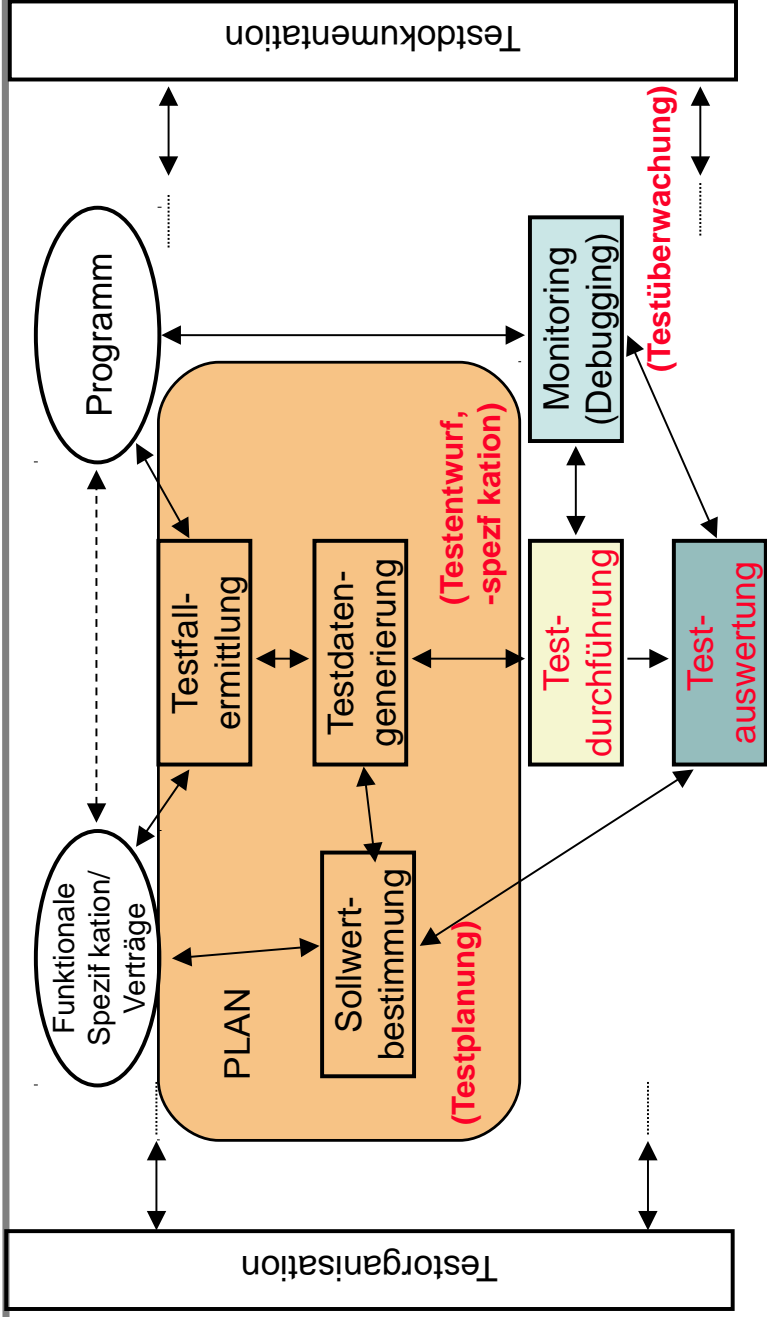 Testorganisation
Funktionale
Spezif kation/
Verträge
Programm
PLAN
Testfall-
ermittlung
Sollwert-
bestimmung
Testdaten-
generierung
(Testplanung)
(Testentwurf,
-spezf kation)
Test-
durchführung
Monitoring
(Debugging)
(Testüberwachung)
Test-
auswertung
Testdokumentation